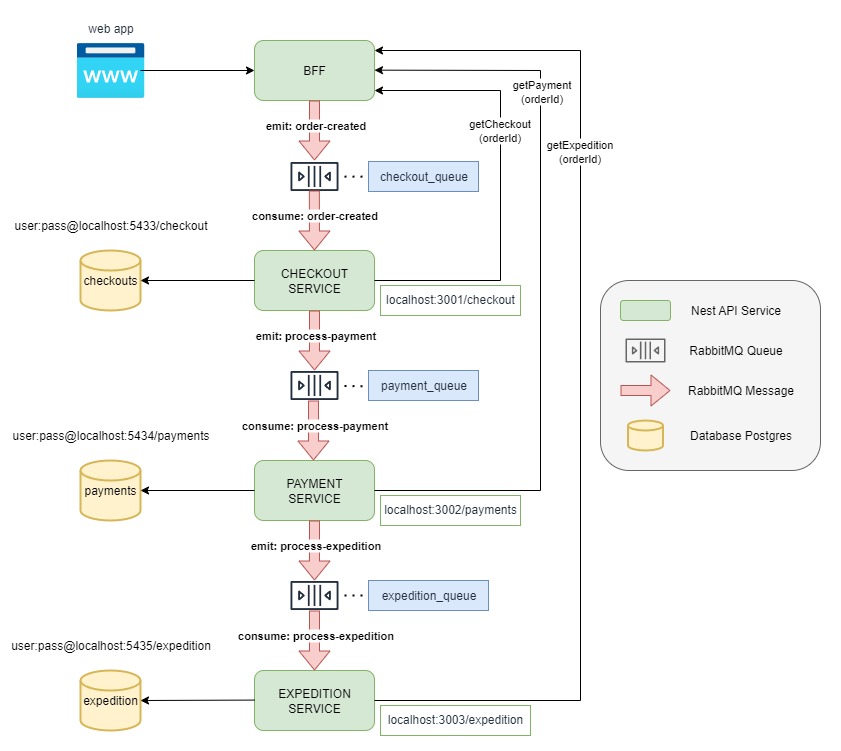 web app
www
BFF
getPayment
(orderId)
emit: order-created
getCheckout
(orderId)
getExpedition
(orderId)
checkout_queue
consume: order-created
user:pass@localhost:5433/checkout
checkouts
CHECKOUT
SERVICE
localhost:3001/checkout
emit: process-payment
payment_queue
consume: process-payment
user:pass@localhost:5434/payments
payments
PAYMENT
SERVICE
localhost:3002/payments
emit: process-expedition
expedition_queue
consume: process-expedition
user:pass@localhost:5435/expedition
expedition
EXPEDITION
SERVICE
localhost:3003/expedition
Nest API Service
RabbitMQ Queue
RabbitMQ Message
Database Postgres